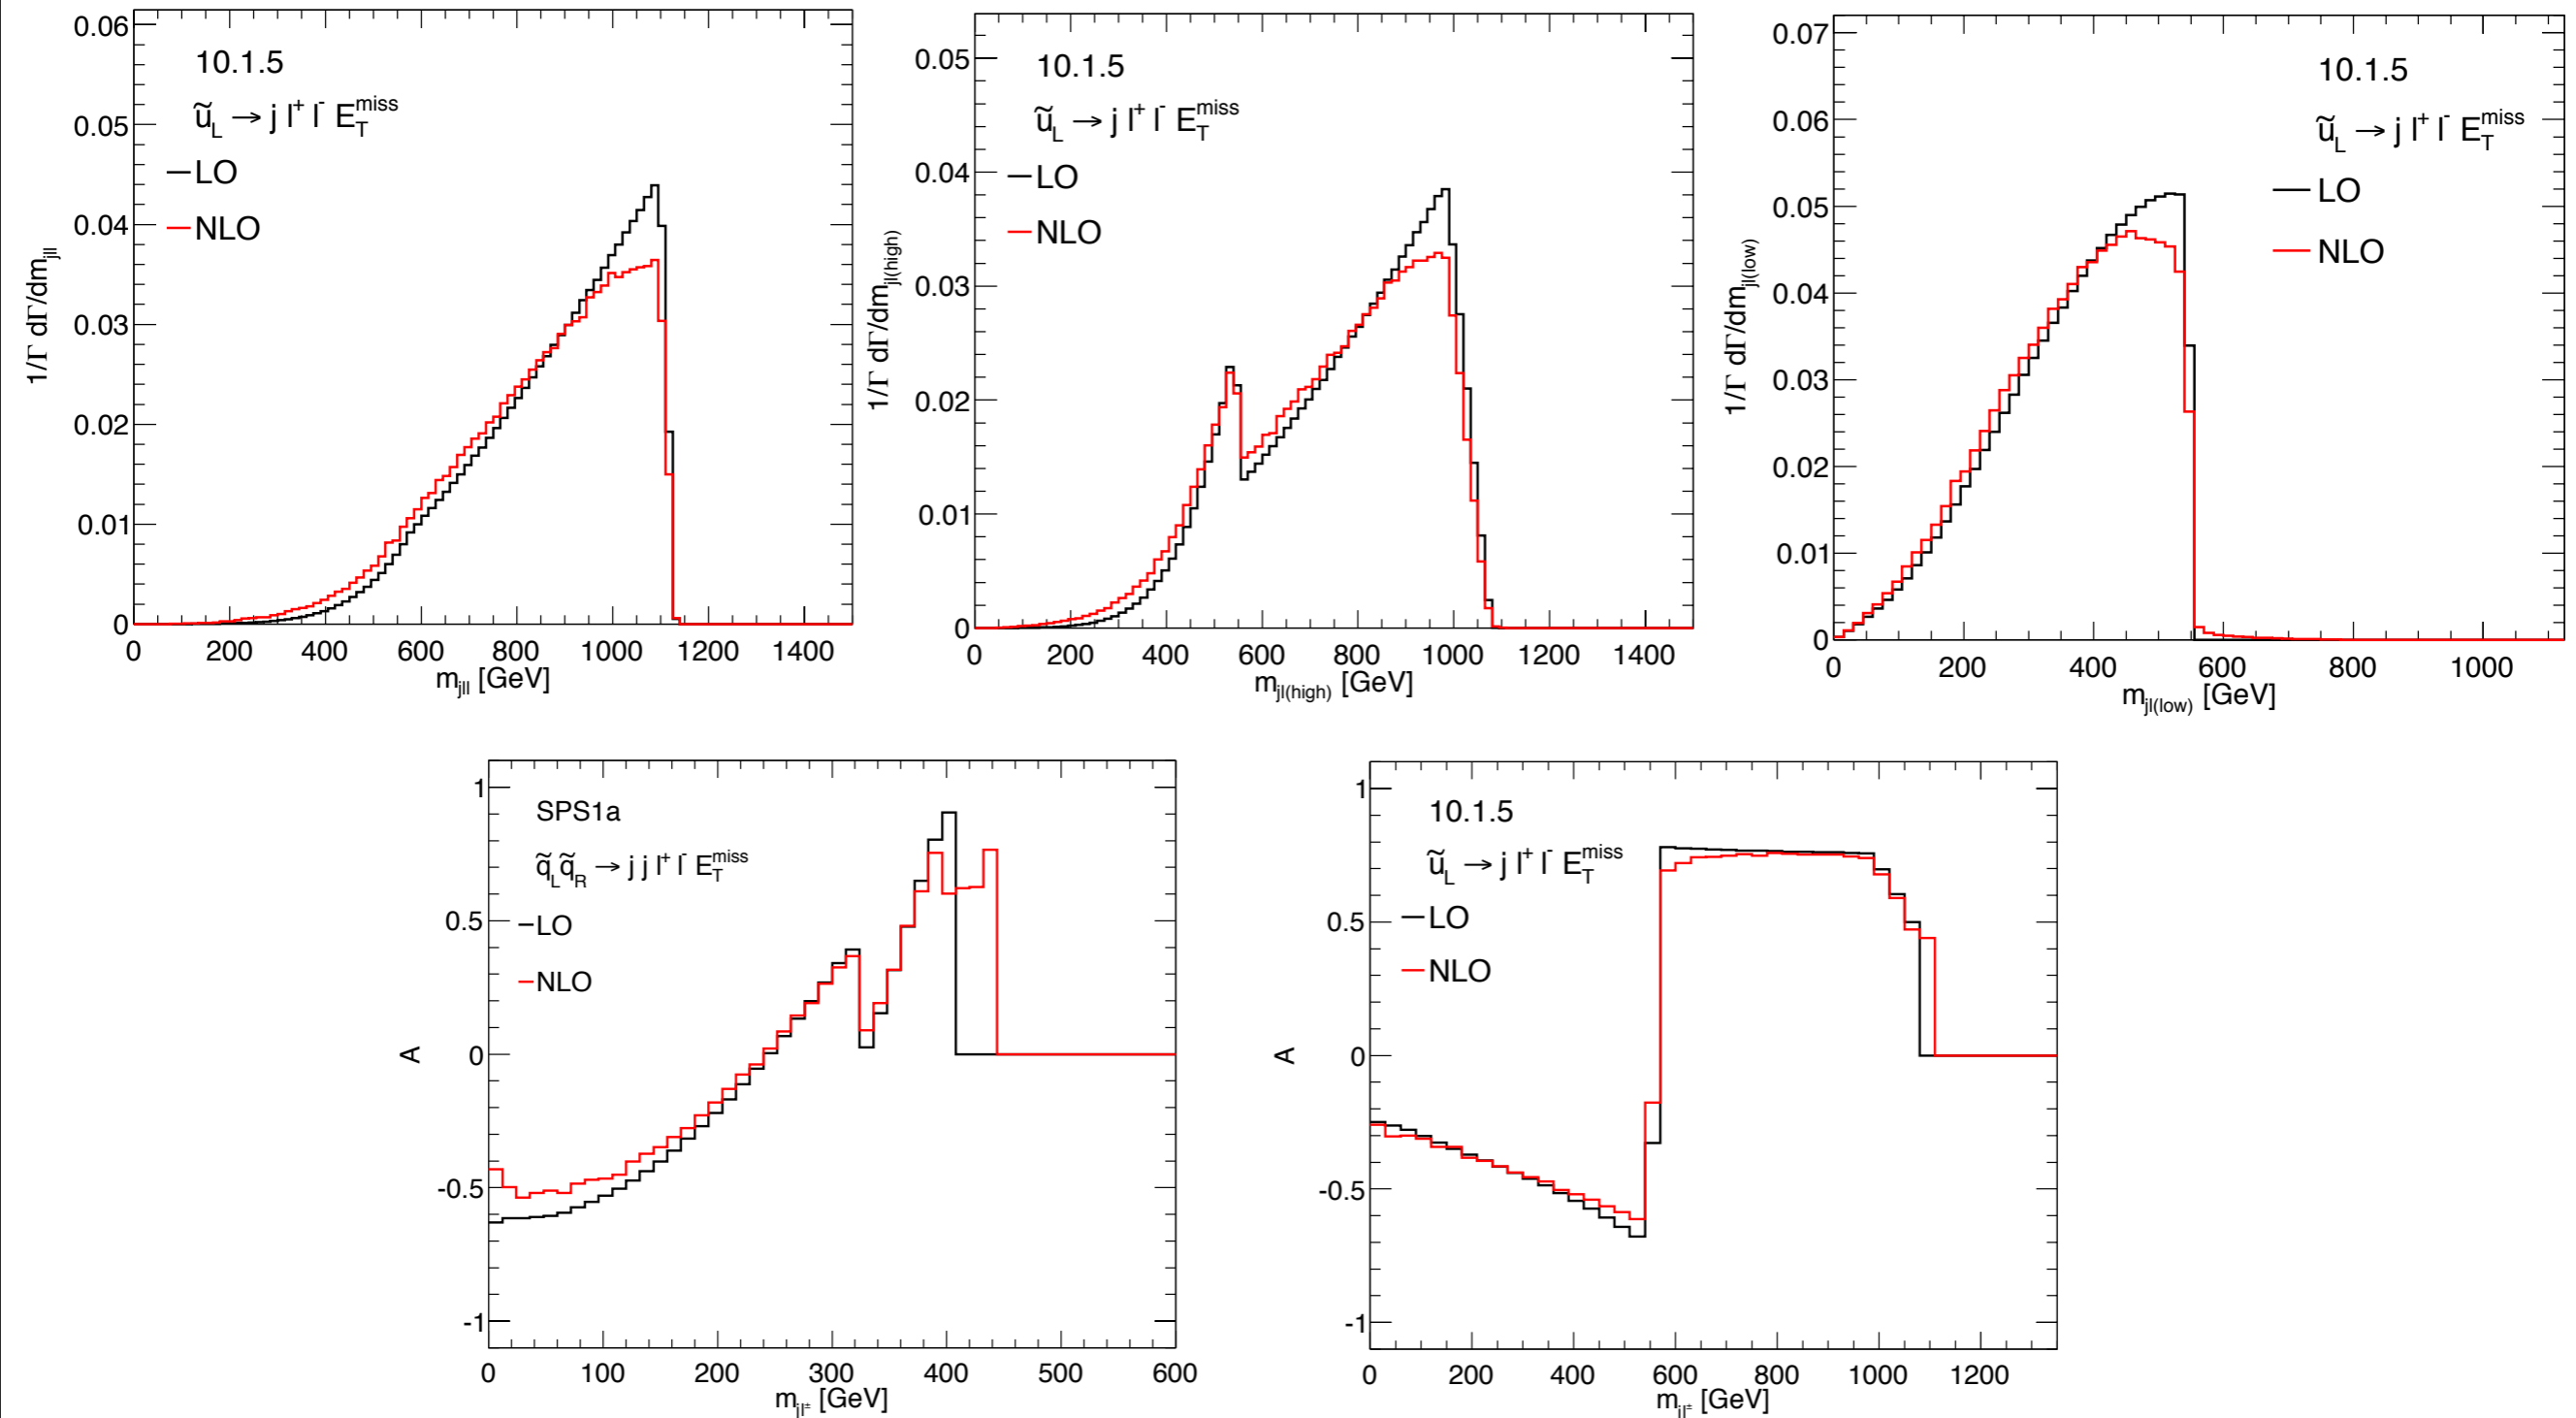 1/Γ dΓ/dm_jll
0.06
0.05
0.04
0.03
0.02
0.01
0
10.1.5
ũ_L → j l⁺ l⁻ E_T^miss
LO
NLO
0 200 400 600 800 1000 1200 1400
m_jll [GeV]
1/Γ dΓ/dm_jl(high)
0.05
0.04
0.03
0.02
0.01
0
10.1.5
ũ_L → j l⁺ l⁻ E_T^miss
LO
NLO
0 200 400 600 800 1000 1200 1400
m_jl(high) [GeV]
1/Γ dΓ/dm_jl(low)
0.07
0.06
0.05
0.04
0.03
0.02
0.01
0
10.1.5
ũ_L → j l⁺ l⁻ E_T^miss
LO
NLO
0 200 400 600 800 1000
m_jl(low) [GeV]
A
1
0.5
0
-0.5
-1
SPS1a
q̃_L q̃_R → j j l⁺ l⁻ E_T^miss
LO
NLO
0 100 200 300 400 500 600
m_jl± [GeV]
A
1
0.5
0
-0.5
-1
10.1.5
ũ_L → j l⁺ l⁻ E_T^miss
LO
NLO
0 200 400 600 800 1000 1200
m_jl± [GeV]